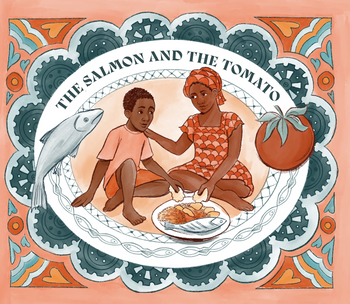 THE SALMON AND THE TOMATO